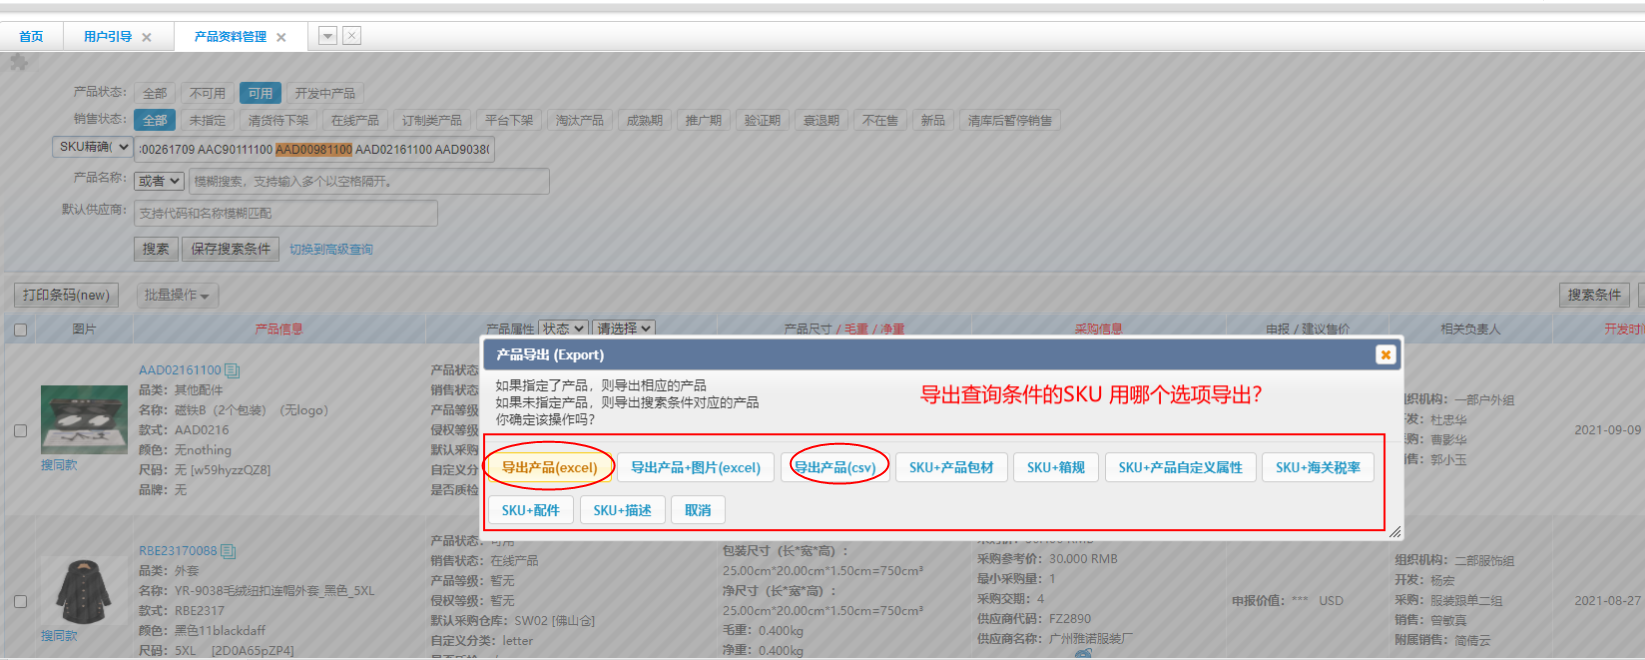 首页 用户引导 产品资料管理
产品状态: 全部 不可用 可用 开发中产品
销售状态: 全部 未指定 清货待下架 在线产品 订制类产品 平台下架 淘汰产品 成熟期 推广期 验证期 衰退期 不在售 新品 清库后暂停销售
SKU精确( :00261709 AAC90111100 AAD00981100 AAD02161100 AAD9038(
产品名称: 或者 模糊搜索，支持输入多个以空格隔开。
默认供应商: 支持代码和名称模糊匹配
搜索 保存搜索条件 切换到高级查询
打印条码(new) 批量操作 搜索条件
图片 产品信息 产品属性 状态 请选择 产品尺寸 / 毛重 / 净重 采购信息 申报 / 建议售价 相关负责人 开发时间
产品导出 (Export)
如果指定了产品，则导出相应的产品
如果未指定产品，则导出搜索条件对应的产品
你确定该操作吗?
导出查询条件的SKU 用哪个选项导出?
导出产品(excel) 导出产品+图片(excel) 导出产品(csv) SKU+产品包材 SKU+箱规 SKU+产品自定义属性 SKU+海关税率
SKU+配件 SKU+描述 取消
AAD02161100
品类: 其他配件
名称: 磁铁B（2个包装）（无logo）
款式: AAD0216
颜色: 无nothing
尺码: 无 [w59hyzzQZ8]
品牌: 无
搜同款
产品状态
销售状态
产品等级
侵权等级
默认采购
自定义分
是否质检
组织机构: 一部户外组
开发: 杜忠华
采购: 曹影华
销售: 郭小玉
2021-09-09
RBE23170088
品类: 外套
名称: YR-9038毛绒纽扣连帽外套_黑色_5XL
款式: RBE2317
颜色: 黑色11blackdaff
尺码: 5XL [2D0A65pZP4]
搜同款
产品状态: 可用
销售状态: 在线产品
产品等级: 暂无
侵权等级: 暂无
默认采购仓库: SW02 [佛山仓]
自定义分类: letter
包装尺寸（长*宽*高）:
25.00cm*20.00cm*1.50cm=750cm³
净尺寸（长*宽*高）:
25.00cm*20.00cm*1.50cm=750cm³
毛重: 0.400kg
净重: 0.400kg
采购参考价: 30.000 RMB
最小采购量: 1
采购交期: 4
供应商代码: FZ2890
供应商名称: 广州雅诺服装厂
申报价值: *** USD
组织机构: 二部服饰组
开发: 杨宏
采购: 服装跟单二组
销售: 曾敏真
附属销售: 简倩云
2021-08-27